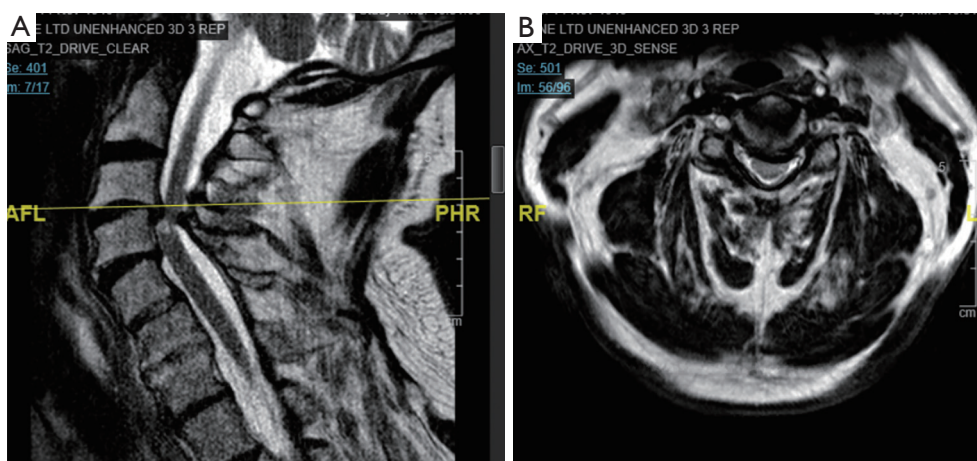 A
NE LTD UNENHANCED 3D 3 REP
SAG_T2_DRIVE_CLEAR
Se: 401
Im: 7/17
AFL
PHR
cm
B
NE LTD UNENHANCED 3D 3 REP
AX_T2_DRIVE_3D_SENSE
Se: 501
Im: 56/96
5
RF
L
cm